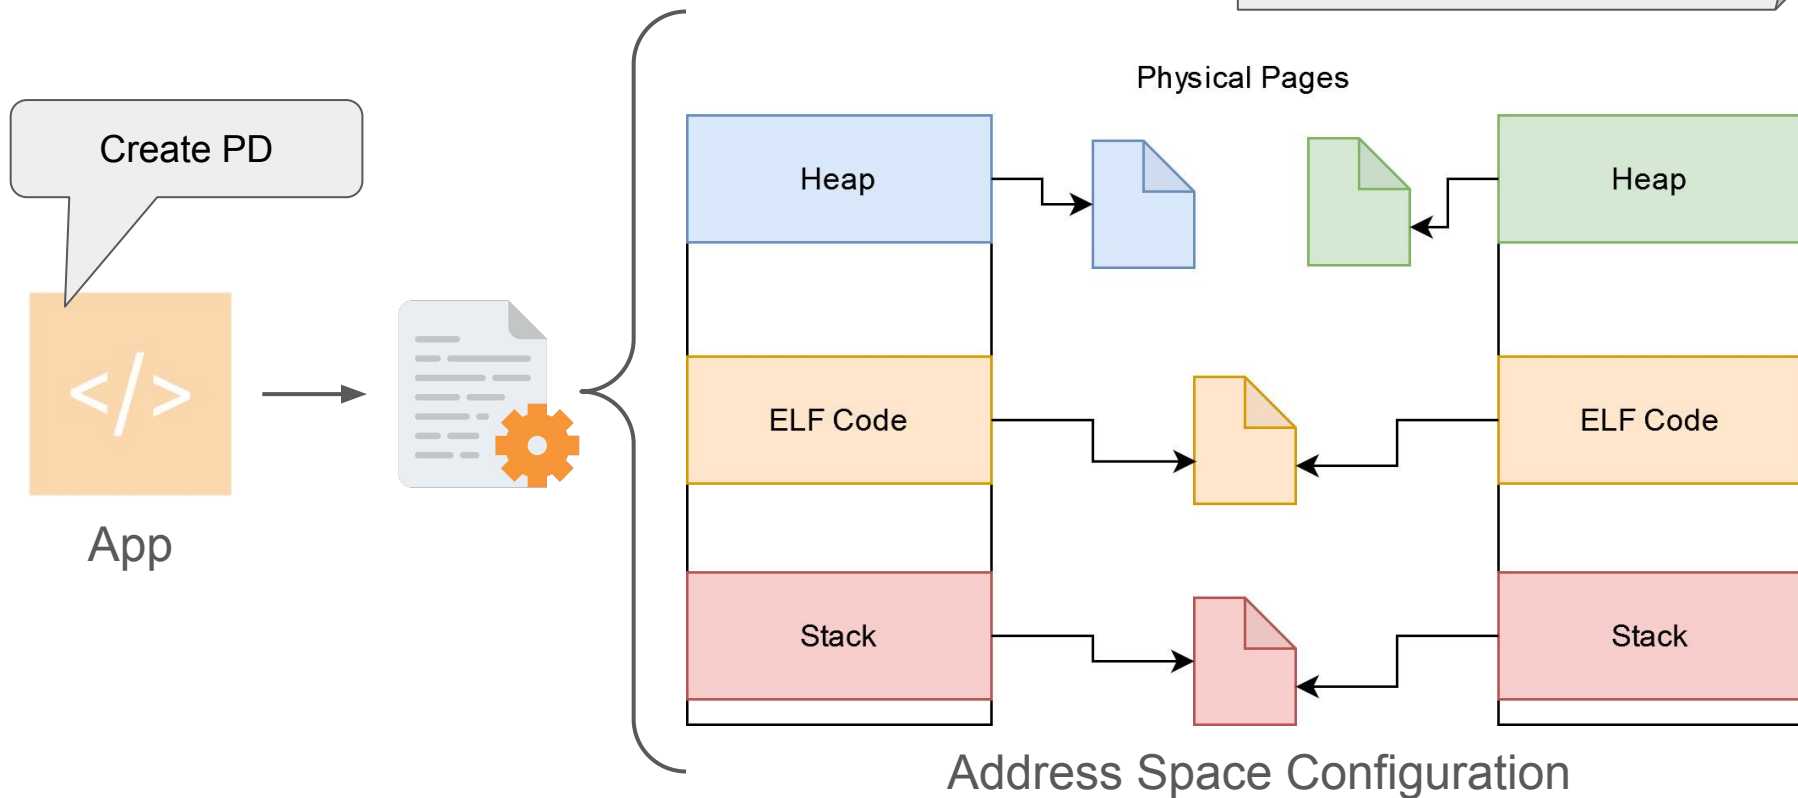 Physical Pages
Create PD
Heap
Heap
</>
ELF Code
ELF Code
App
Stack
Stack
Address Space Configuration